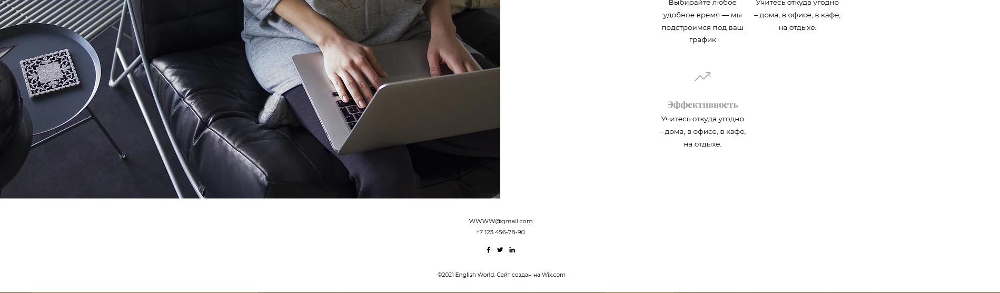 Выбирайте любое
удобное время — мы
подстроимся под ваш
график
Учитесь откуда угодно
– дома, в офисе, в кафе,
на отдыхе.
Эффективность
Учитесь откуда угодно
– дома, в офисе, в кафе,
на отдыхе.
WWWW@gmail.com
+7 123 456-78-90
©2021 English World. Сайт создан на Wix.com